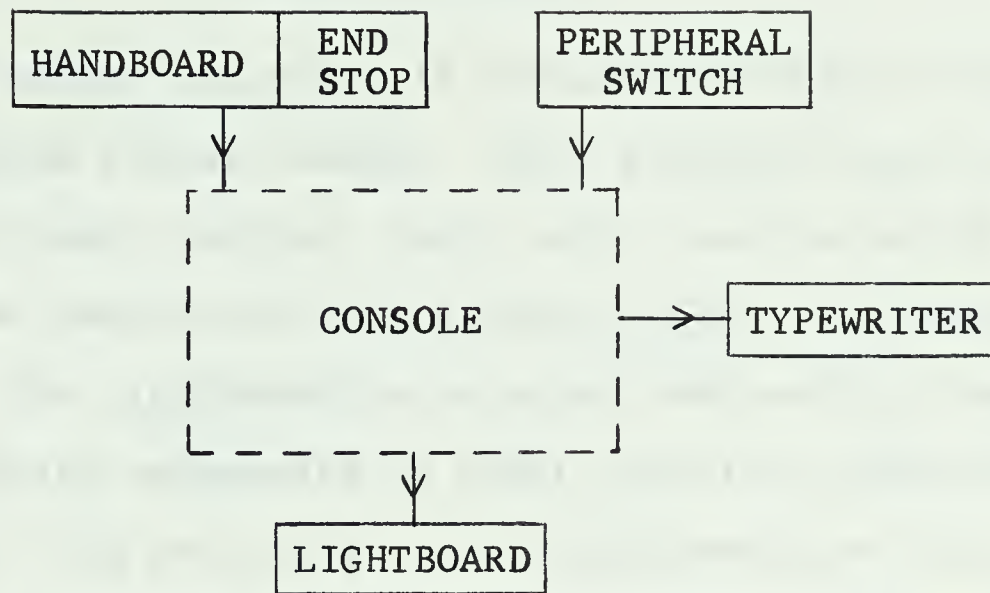 HANDBOARD
END
STOP
PERIPHERAL
SWITCH
CONSOLE
TYPEWRITER
LIGHTBOARD